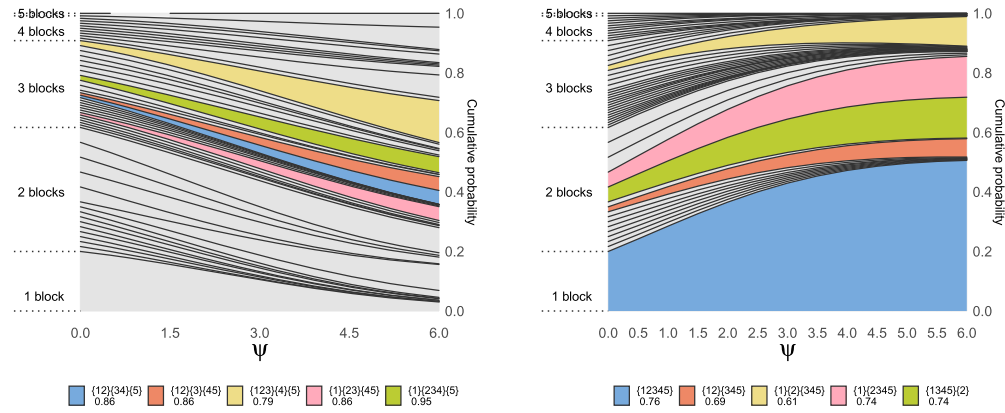 5 blocks
4 blocks
3 blocks
2 blocks
1 block
1.0
0.8
0.6
0.4
0.2
0.0
Cumulative probability
0.0 1.5 3.0 4.5 6.0
ψ
{12}{34}{5} {12}{3}{45} {123}{4}{5} {1}{23}{45} {1}{234}{5}
0.86 0.86 0.79 0.86 0.95
5 blocks
4 blocks
3 blocks
2 blocks
1 block
1.0
0.8
0.6
0.4
0.2
0.0
Cumulative probability
0.0 0.5 1.0 1.5 2.0 2.5 3.0 3.5 4.0 4.5 5.0 5.5 6.0
ψ
{12345} {12}{345} {1}{2}{345} {1}{2345} {1345}{2}
0.76 0.69 0.61 0.74 0.74